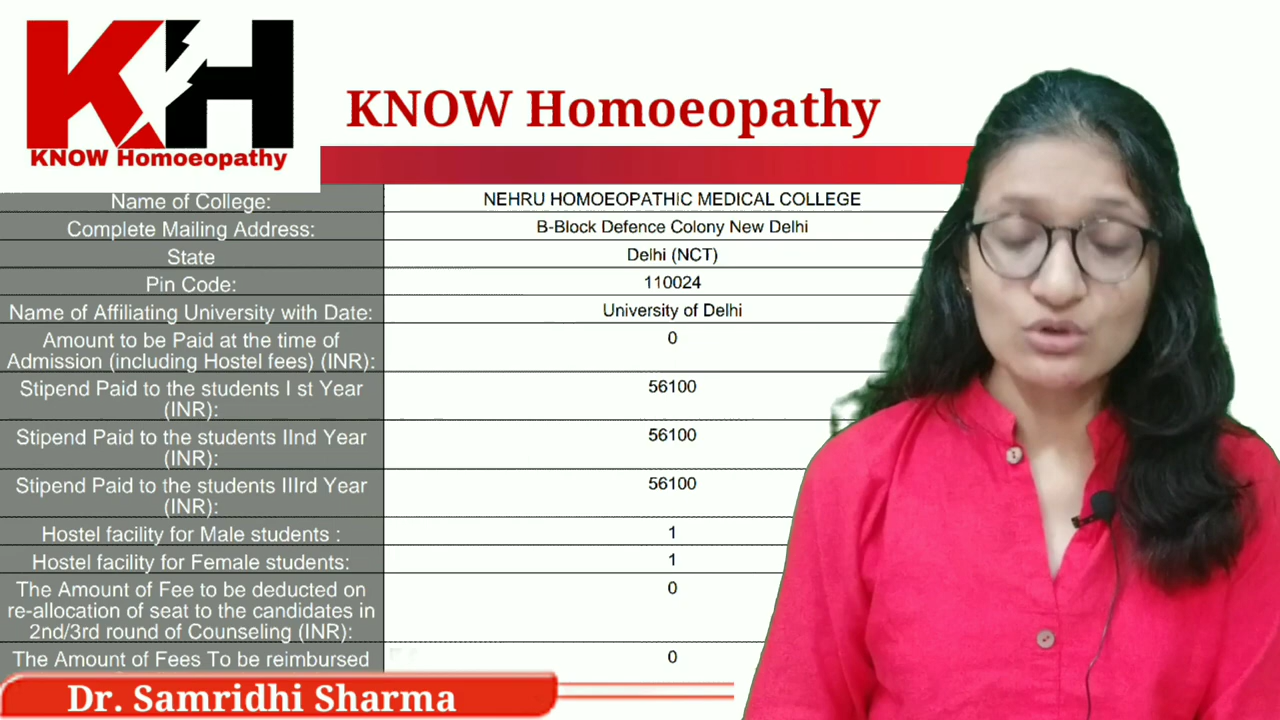 KH
KNOW Homoeopathy
KNOW Homoeopathy
Name of College: NEHRU HOMOEOPATHIC MEDICAL COLLEGE
Complete Mailing Address: B-Block Defence Colony New Delhi
State Delhi (NCT)
Pin Code: 110024
Name of Affiliating University with Date: University of Delhi
Amount to be Paid at the time of 0
Admission (including Hostel fees) (INR):
Stipend Paid to the students I st Year 56100
(INR):
Stipend Paid to the students IInd Year 56100
(INR):
Stipend Paid to the students IIIrd Year 56100
(INR):
Hostel facility for Male students : 1
Hostel facility for Female students: 1
The Amount of Fee to be deducted on 0
re-allocation of seat to the candidates in
2nd/3rd round of Counseling (INR):
The Amount of Fees To be reimbursed 0
Dr. Samridhi Sharma